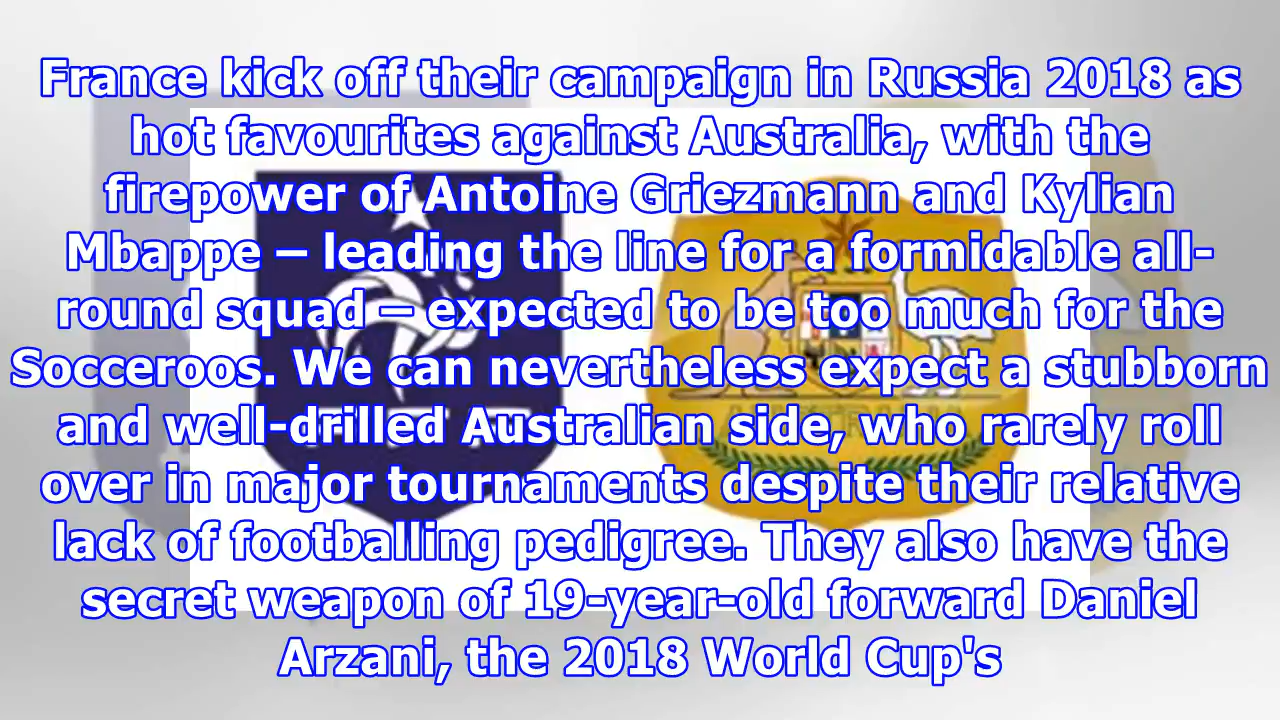 France kick off their campaign in Russia 2018 as
hot favourites against Australia, with the
firepower of Antoine Griezmann and Kylian
Mbappe – leading the line for a formidable all-
round squad – expected to be too much for the
Socceroos. We can nevertheless expect a stubborn
and well-drilled Australian side, who rarely roll
over in major tournaments despite their relative
lack of footballing pedigree. They also have the
secret weapon of 19-year-old forward Daniel
Arzani, the 2018 World Cup's